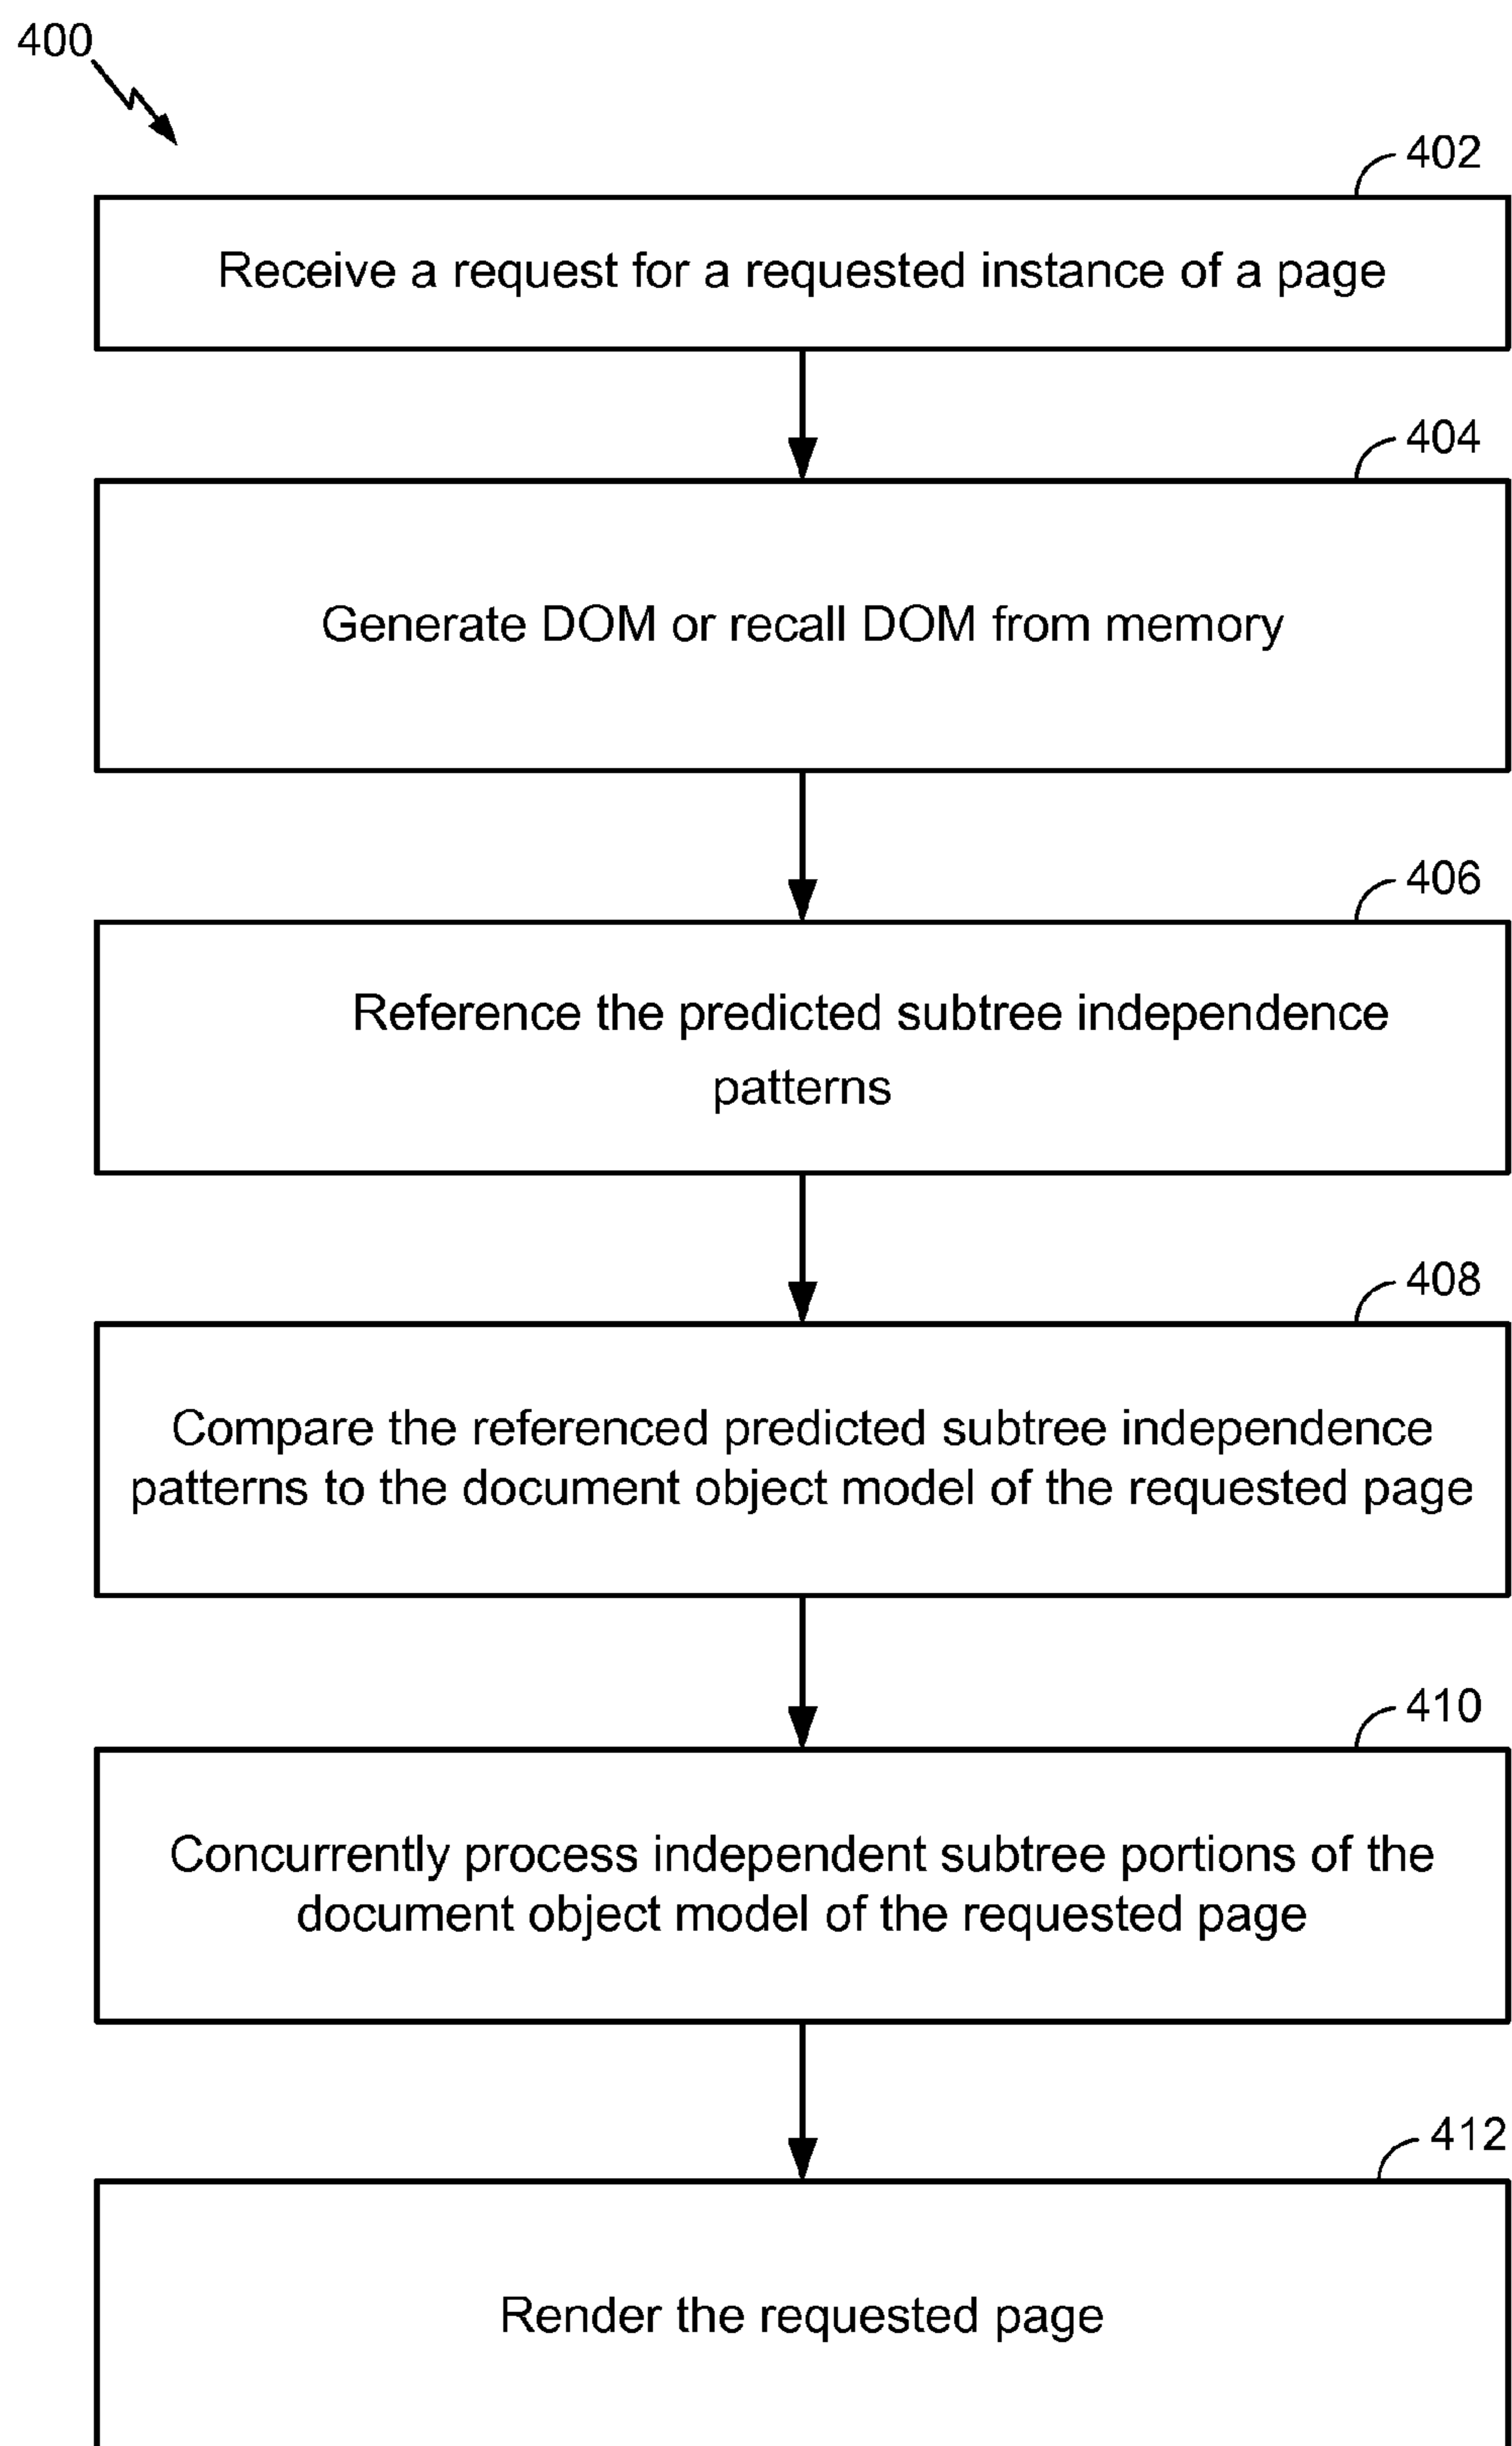 400
402
Receive a request for a requested instance of a page
404
Generate DOM or recall DOM from memory
406
Reference the predicted subtree independence
patterns
408
Compare the referenced predicted subtree independence
patterns to the document object model of the requested page
410
Concurrently process independent subtree portions of the
document object model of the requested page
412
Render the requested page